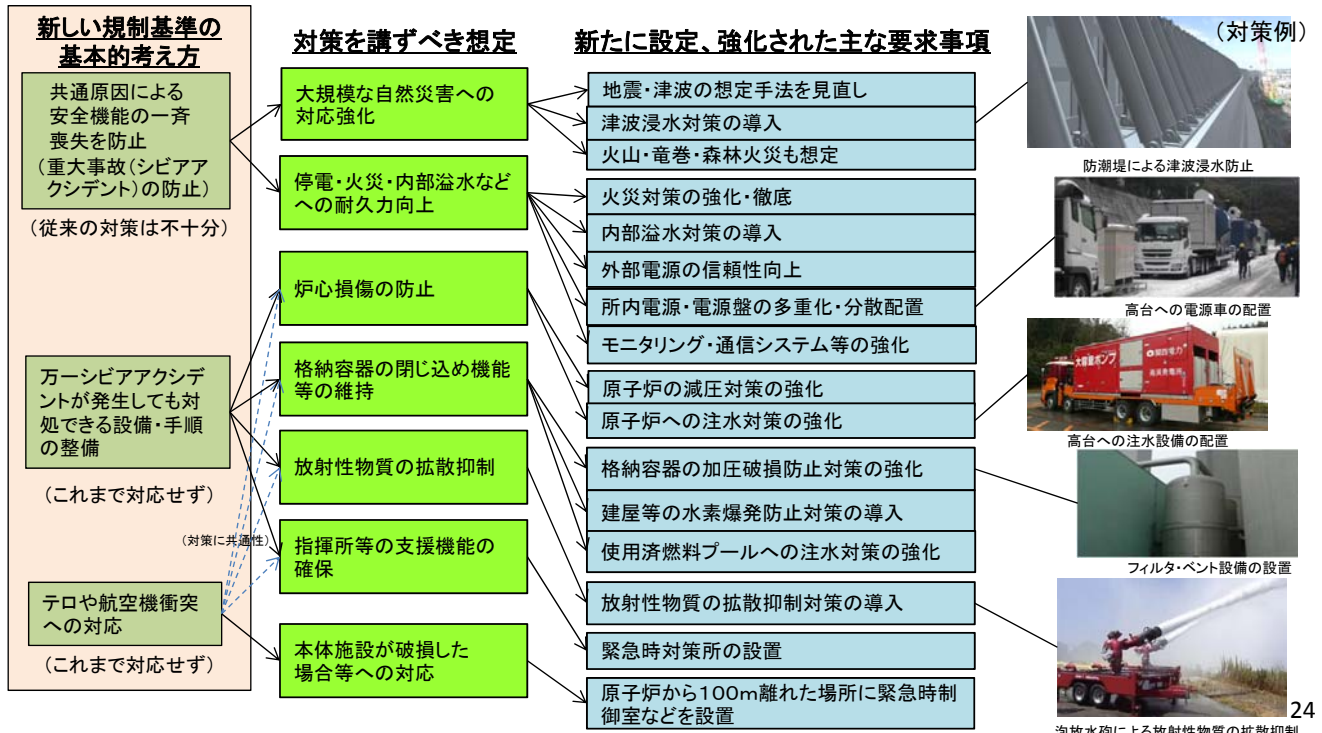 新しい規制基準の
基本的考え方
共通原因による
安全機能の一斉
喪失を防止
(重大事故(シビアア
クシデント)の防止)
(従来の対策は不十分)
万一シビアアクシデ
ントが発生しても対
処できる設備・手順
の整備
(これまで対応せず)
(対策に共通性)
テロや航空機衝突
への対応
(これまで対応せず)
対策を講ずべき想定
大規模な自然災害への
対応強化
停電・火災・内部溢水など
への耐久力向上
炉心損傷の防止
格納容器の閉じ込め機能
等の維持
放射性物質の拡散抑制
指揮所等の支援機能の
確保
本体施設が破損した
場合等への対応
新たに設定、強化された主な要求事項
地震・津波の想定手法を見直し
津波浸水対策の導入
火山・竜巻・森林火災も想定
火災対策の強化・徹底
内部溢水対策の導入
外部電源の信頼性向上
所内電源・電源盤の多重化・分散配置
モニタリング・通信システム等の強化
原子炉の減圧対策の強化
原子炉への注水対策の強化
格納容器の加圧破損防止対策の強化
建屋等の水素爆発防止対策の導入
使用済燃料プールへの注水対策の強化
放射性物質の拡散抑制対策の導入
緊急時対策所の設置
原子炉から100m離れた場所に緊急時制
御室などを設置
(対策例)
防潮堤による津波浸水防止
高台への電源車の配置
大容量ポンプ
関西電力
高台への注水設備の配置
フィルタ・ベント設備の設置
泡放水砲による放射性物質の拡散抑制
24